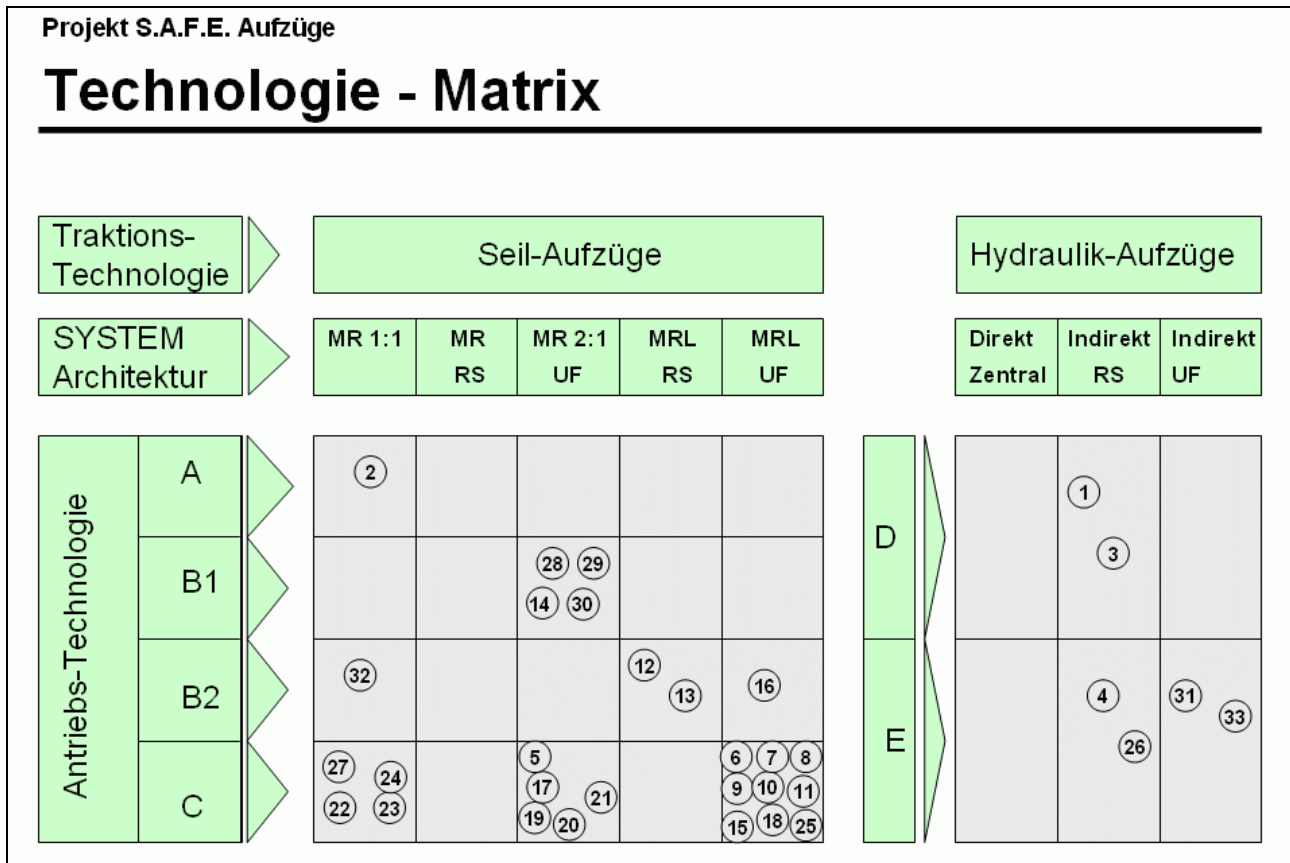 Projekt S.A.F.E. Aufzüge
Technologie - Matrix
Traktions-
Technologie
Seil-Aufzüge
Hydraulik-Aufzüge
SYSTEM
Architektur
MR 1:1
MR
RS
MR 2:1
UF
MRL
RS
MRL
UF
Direkt
Zentral
Indirekt
RS
Indirekt
UF
Antriebs-Technologie
A
2
B1
28 29
14 30
B2
32
12
13
16
C
27
24
22 23
5
17
21
19
20
6 7 8
9 10 11
15 18 25
D
1
3
E
4
26
31
33